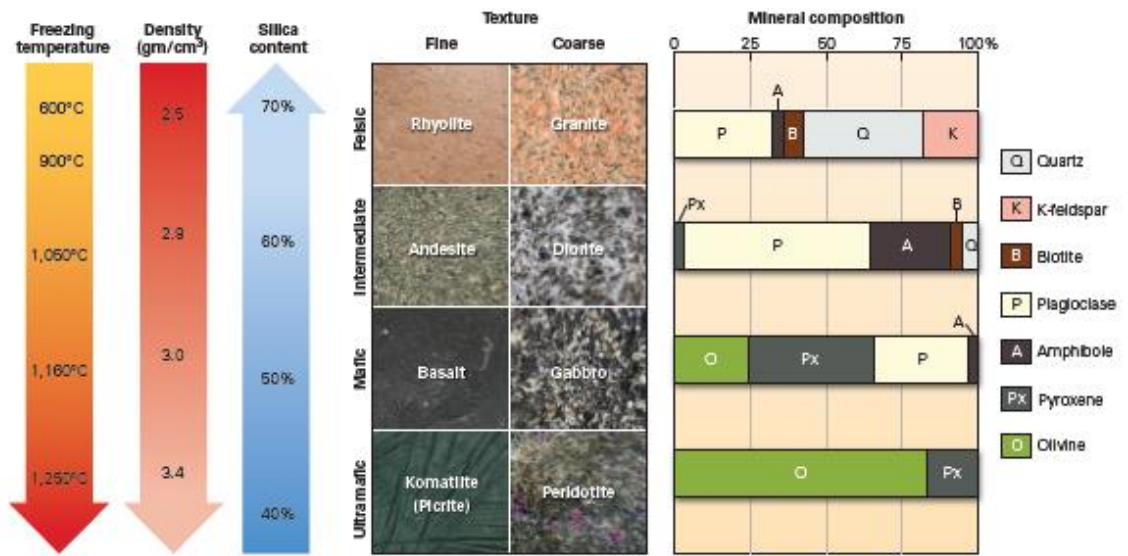 Freezing
temperature
Density
(gm/cm³)
Silica
content
600°C
900°C
1,050°C
1,160°C
1,250°C
2.5
2.9
3.0
3.4
70%
60%
50%
40%
Texture
Fine
Coarse
Felsic
Intermediate
Mafic
Ultramafic
Rhyolite
Granite
Andesite
Diorite
Basalt
Gabbro
Komatiite
(Picrite)
Peridotite
Mineral composition
0 25 50 75 100%
A
P B Q K
Px B
P A Q
A
O Px P
O Px
Q Quartz
K K-feldspar
B Biotite
P Plagioclase
A Amphibole
Px Pyroxene
O Olivine